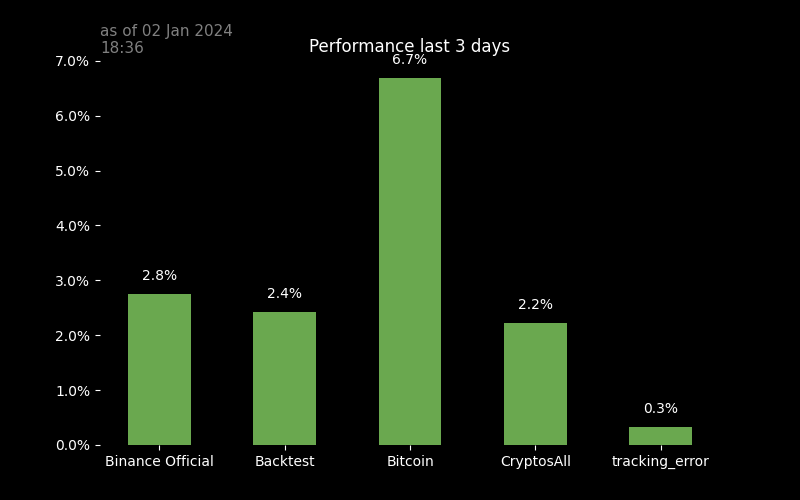 as of 02 Jan 2024
18:36
Performance last 3 days
7.0%
6.0%
5.0%
4.0%
3.0%
2.0%
1.0%
0.0%
2.8%
2.4%
6.7%
2.2%
0.3%
Binance Official
Backtest
Bitcoin
CryptosAll
tracking_error